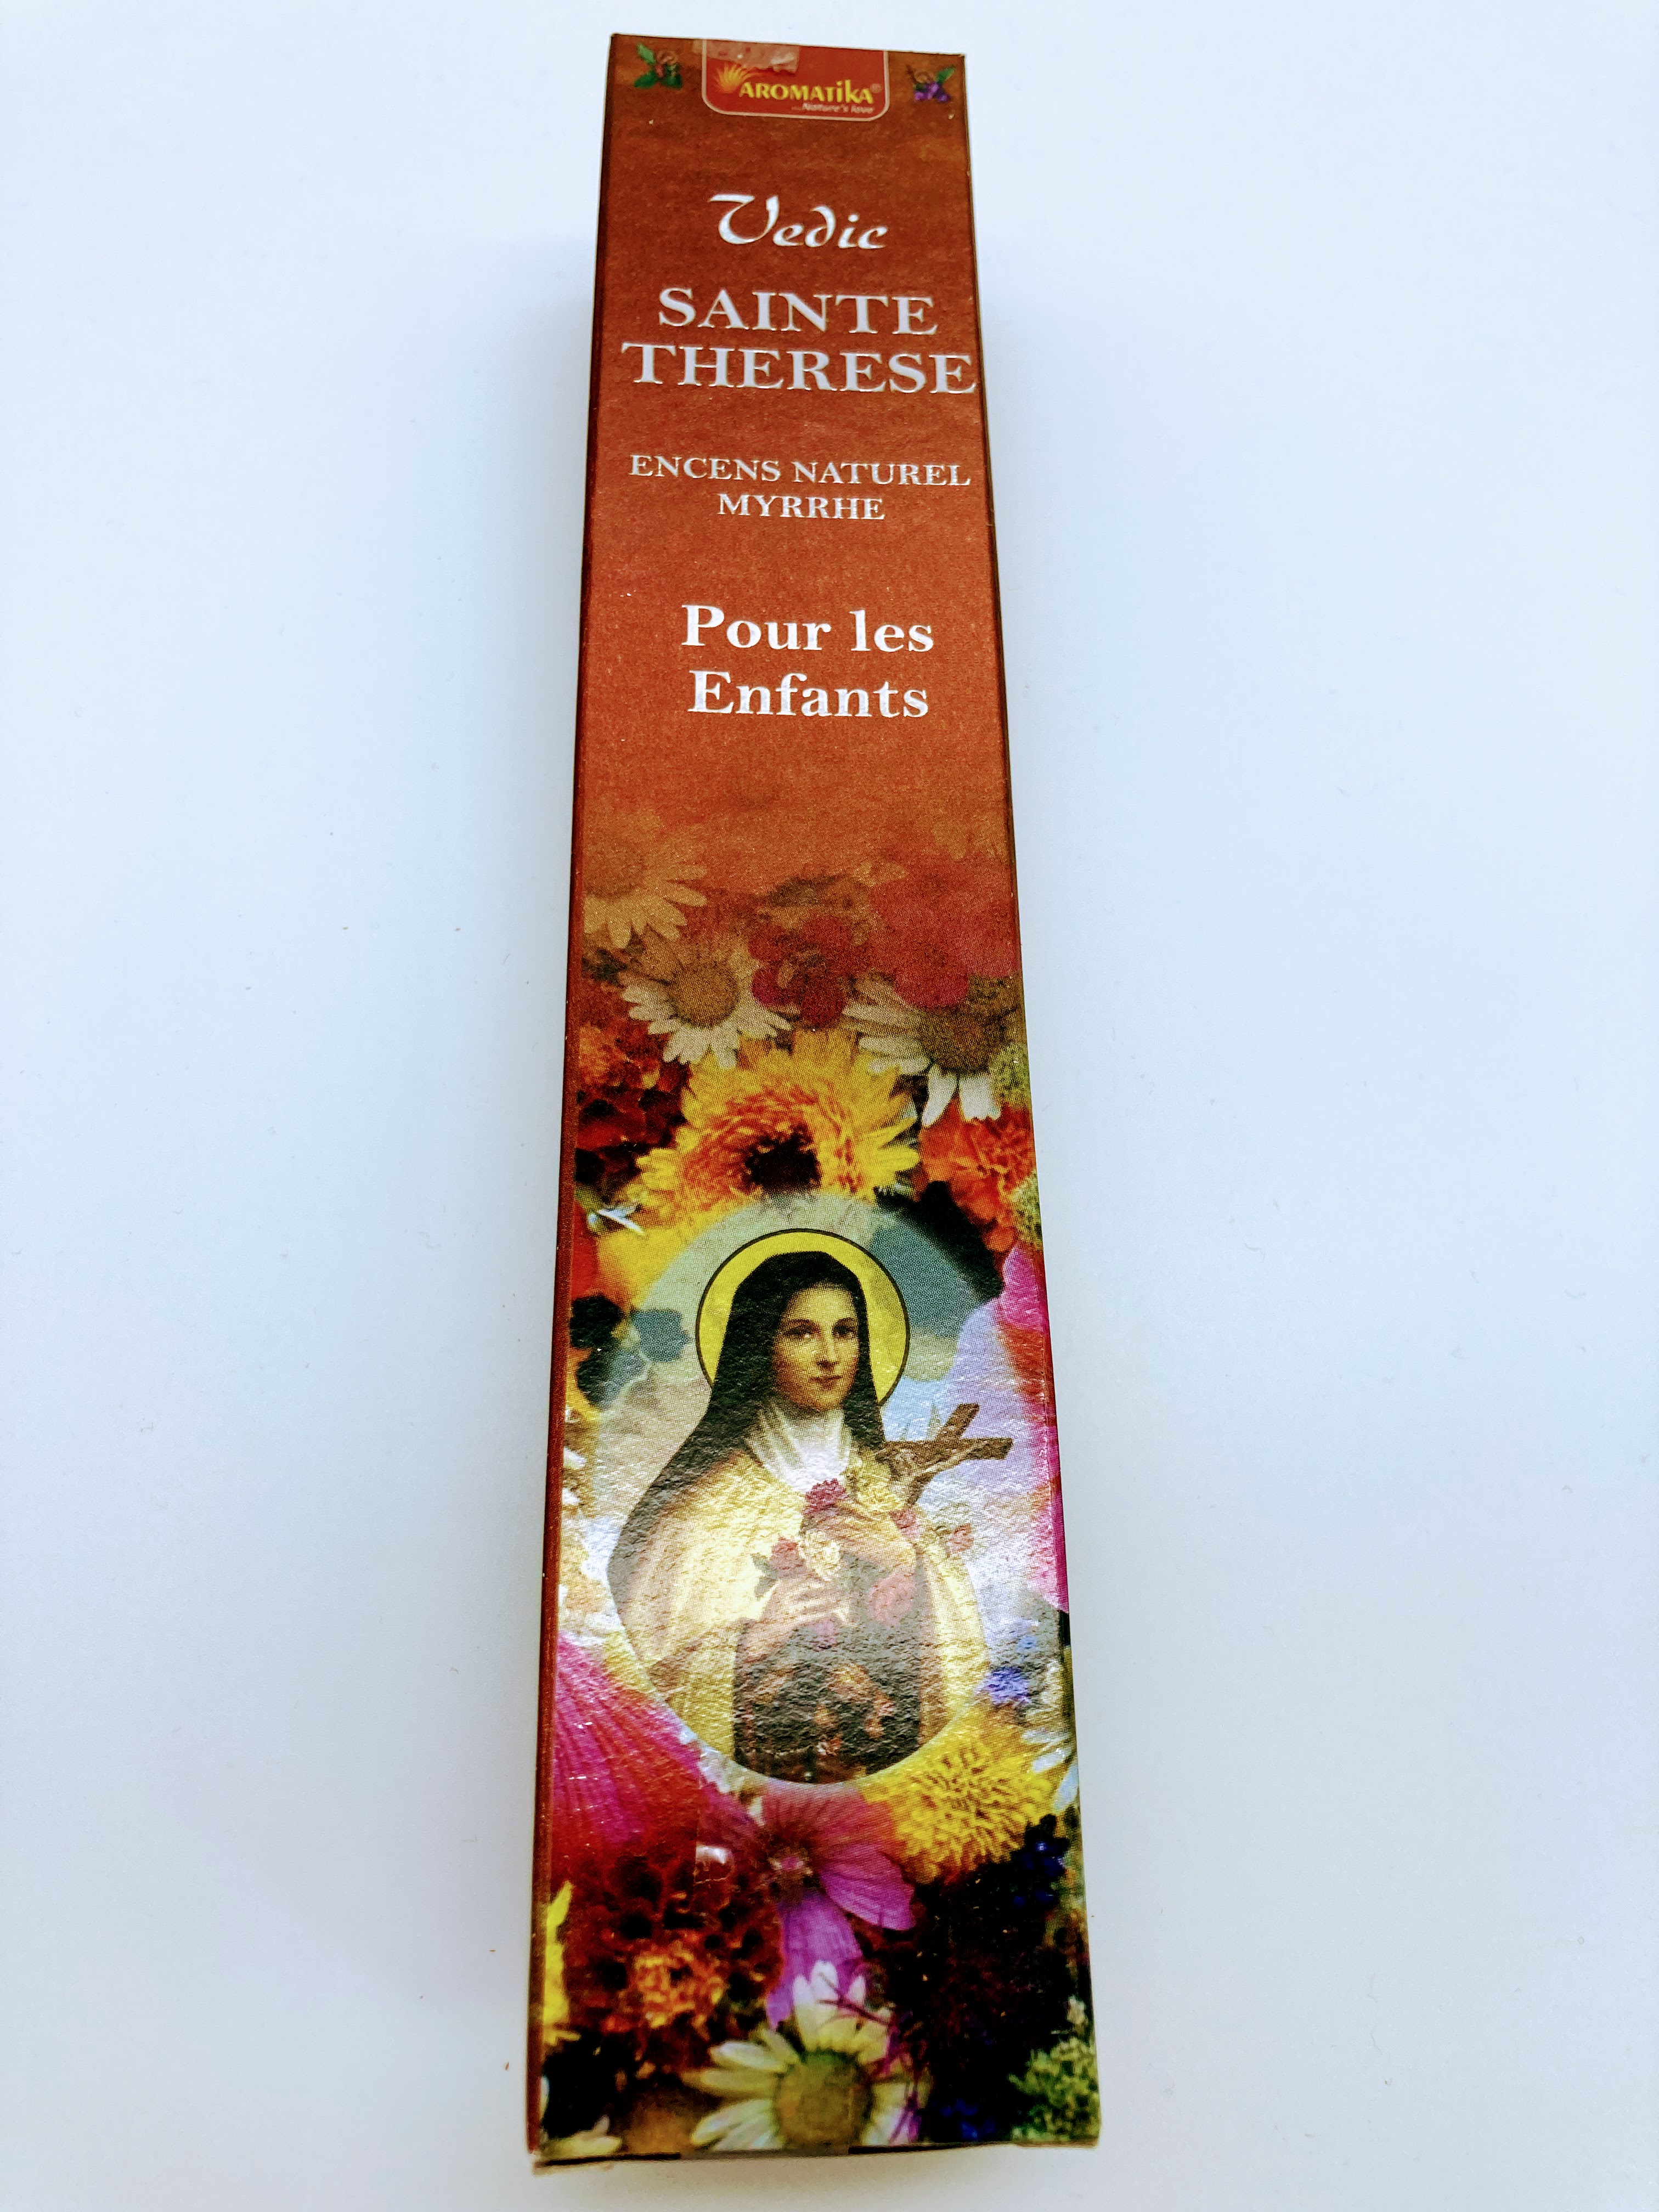 AROMATiKA®
...Nature's love
Vedic
SAINTE
THERESE
ENCENS NATUREL
MYRRHE
Pour les
Enfants